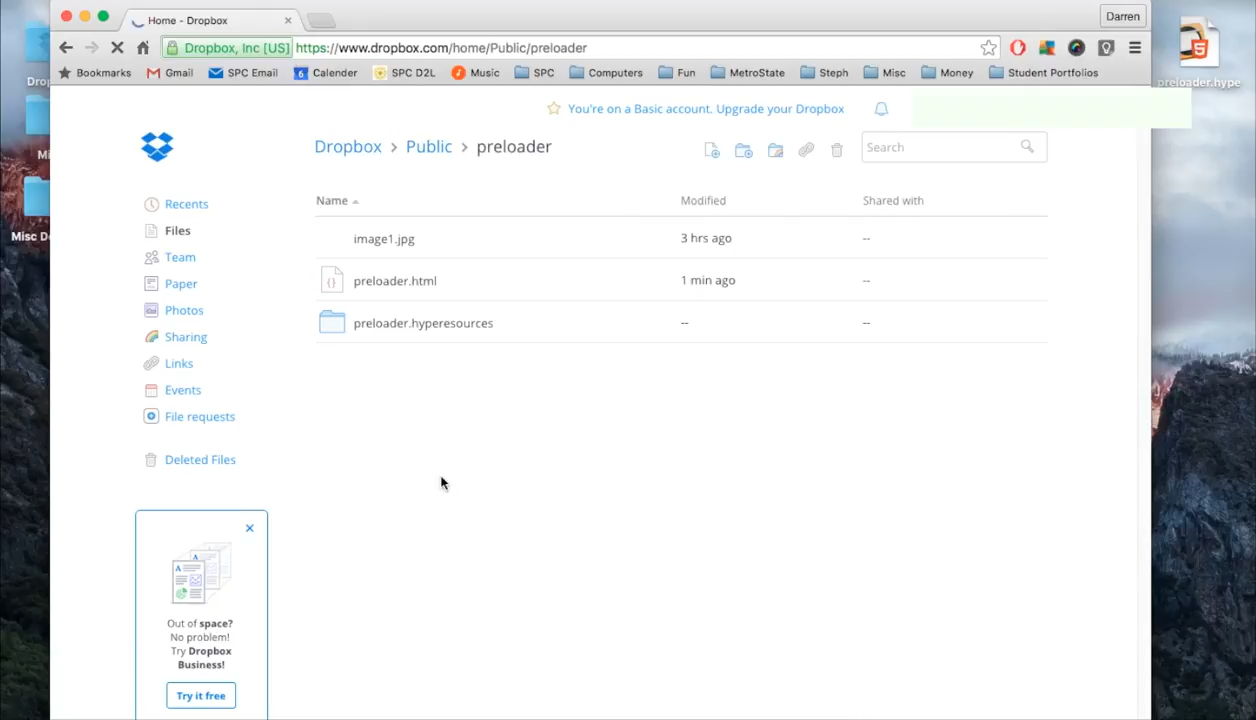 Home - Dropbox
Darren
Dropbox, Inc [US] https://www.dropbox.com/home/Public/preloader
Bookmarks Gmail SPC Email 6 Calender SPC D2L Music SPC Computers Fun MetroState Steph Misc Money Student Portfolios
preloader.hype
You're on a Basic account. Upgrade your Dropbox
Dropbox > Public > preloader
Search
Name Modified Shared with
image1.jpg 3 hrs ago --
preloader.html 1 min ago --
preloader.hyperesources -- --
Recents
Files
Team
Paper
Photos
Sharing
Links
Events
File requests
Deleted Files
Out of space?
No problem!
Try Dropbox
Business!
Try it free
Misc D